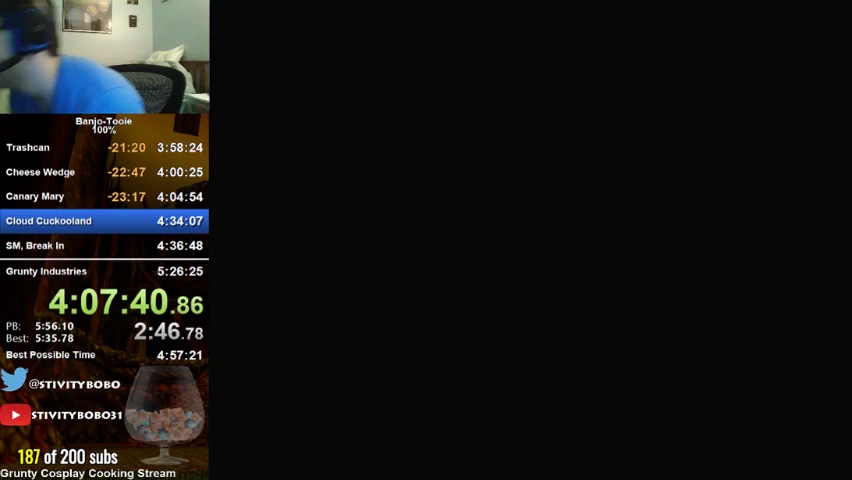 Banjo-Tooie
100%
Trashcan -21:20 3:58:24
Cheese Wedge -22:47 4:00:25
Canary Mary -23:17 4:04:54
Cloud Cuckooland 4:34:07
SM, Break In 4:36:48
Grunty Industries 5:26:25
4:07:40.86
PB: 5:56.10
Best: 5:35.78
2:46.78
Best Possible Time 4:57:21
@STIVITYBOBO
STIVITYBOBO31
187 of 200 subs
Grunty Cosplay Cooking Stream